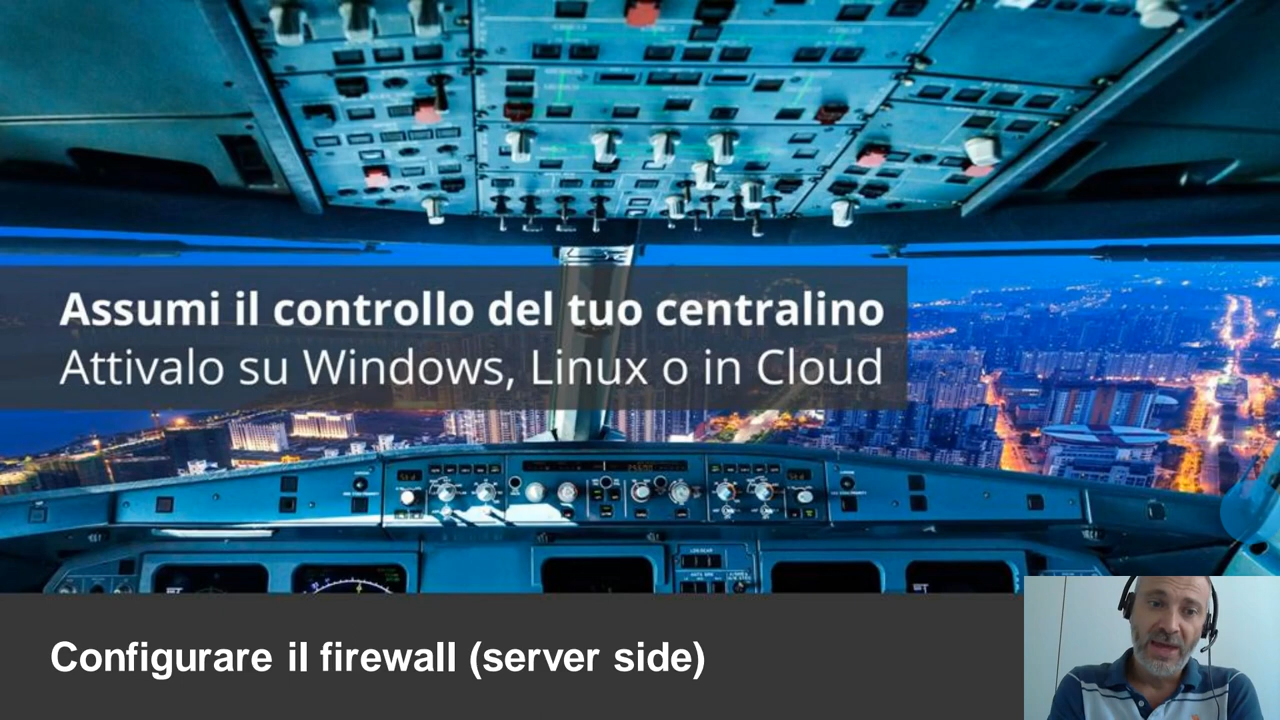 Assumi il controllo del tuo centralino
Attivalo su Windows, Linux o in Cloud
Configurare il firewall (server side)